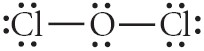 :Cl — O — Cl: